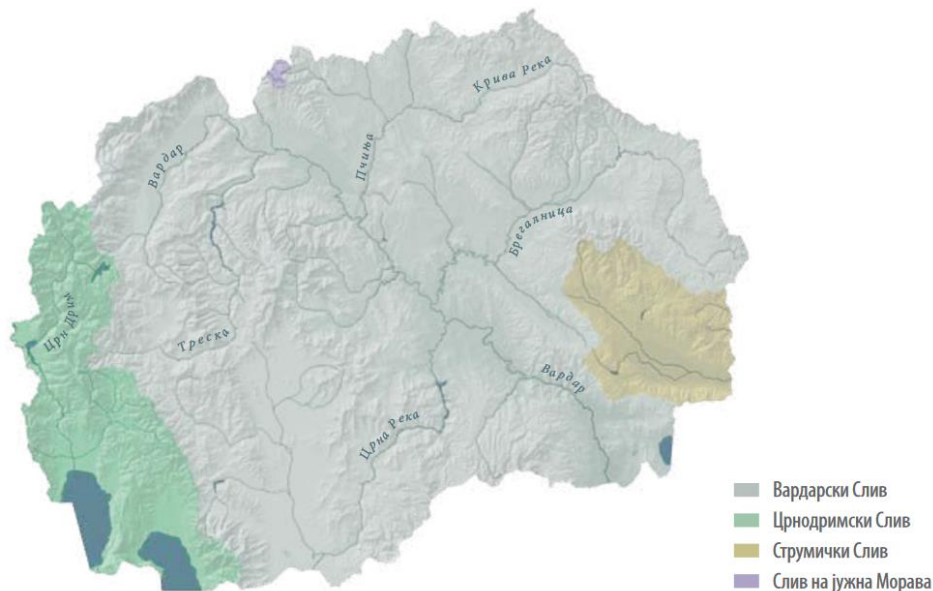 Крива Река
Вардар
Пчиња
Брегалница
Црн Дрим
Треска
Вардар
Црна Река
Вардарски Слив
Црнодримски Слив
Струмички Слив
Слив на јужна Морава